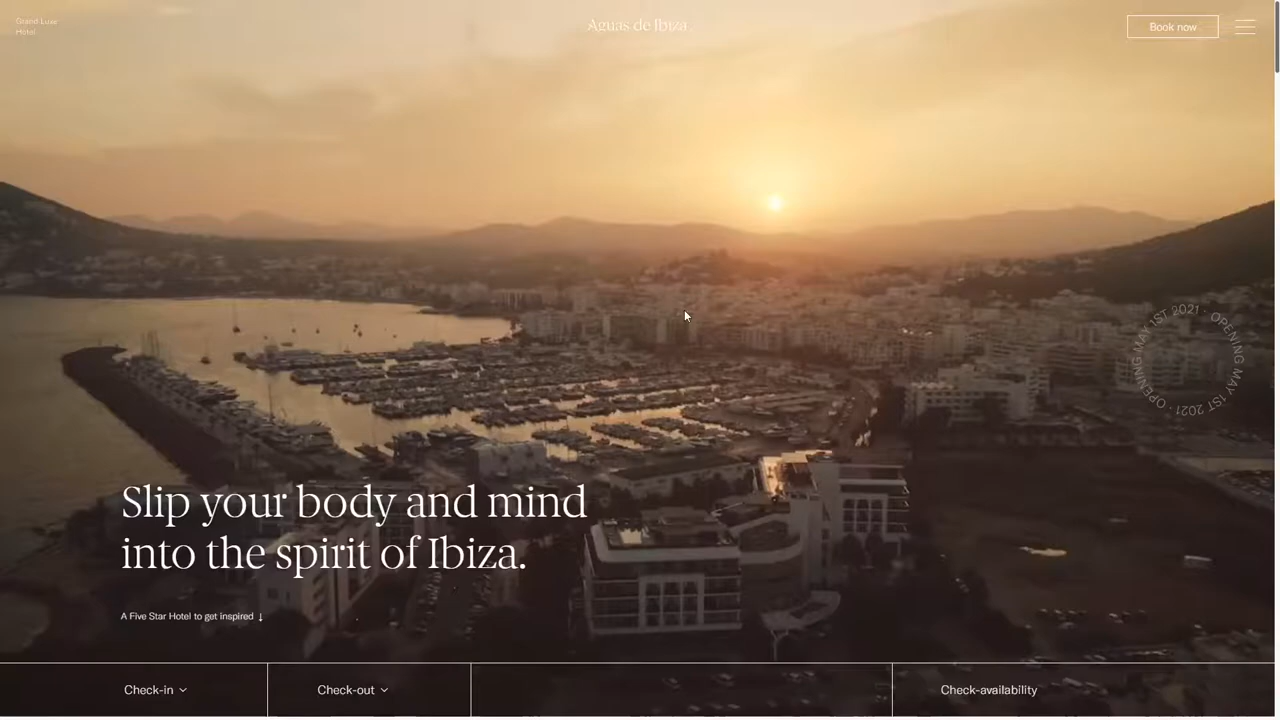 Grand Luxe
Hotel
Aguas de Ibiza
Book now
OPENING MAY 1ST 2021 · OPENING MAY 1ST 2021 ·
Slip your body and mind
into the spirit of Ibiza.
A Five Star Hotel to get inspired ↓
Check-in
Check-out
Check-availability